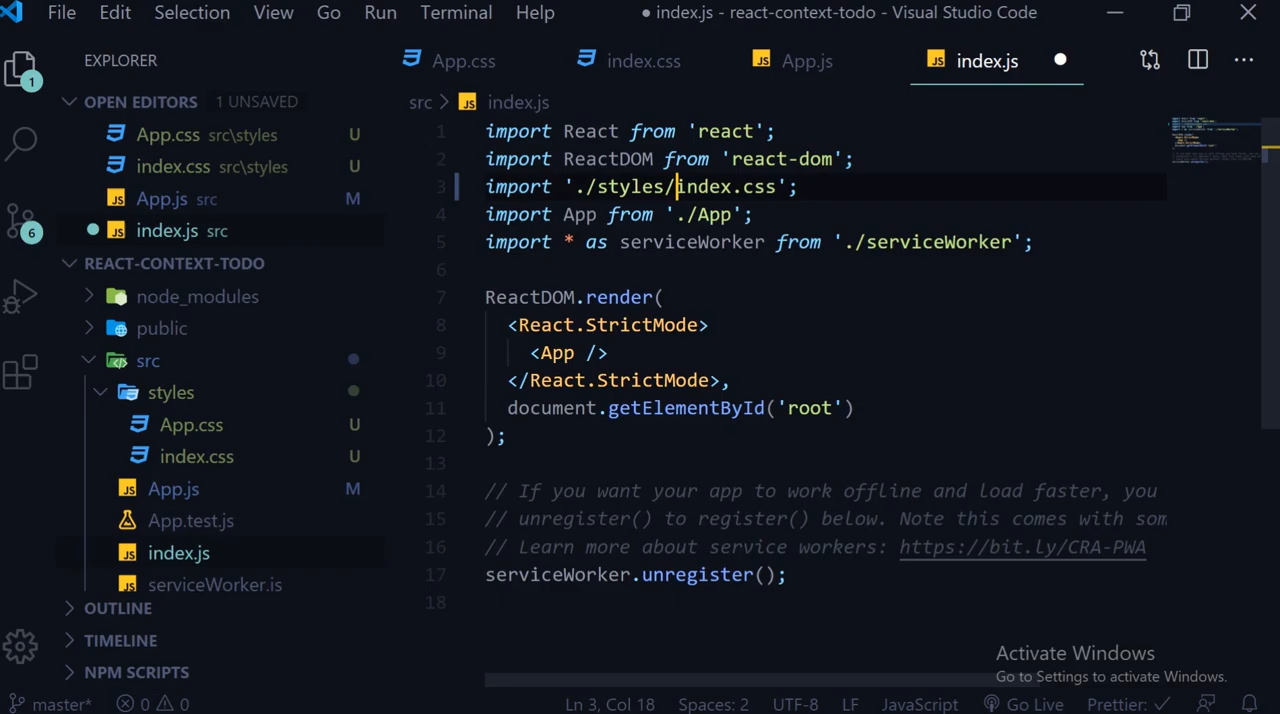 File Edit Selection View Go Run Terminal Help ● index.js - react-context-todo - Visual Studio Code
EXPLORER
1
OPEN EDITORS 1 UNSAVED
App.css src\styles U
index.css src\styles U
JS App.js src M
JS index.js src
6
REACT-CONTEXT-TODO
node_modules
public
src
styles
App.css U
index.css U
JS App.js M
App.test.js
JS index.js
JS serviceWorker.js
OUTLINE
TIMELINE
NPM SCRIPTS
App.css index.css JS App.js JS index.js
src > JS index.js
1 import React from 'react';
2 import ReactDOM from 'react-dom';
3 import './styles/index.css';
4 import App from './App';
5 import * as serviceWorker from './serviceWorker';
6
7 ReactDOM.render(
8 <React.StrictMode>
9 <App />
10 </React.StrictMode>,
11 document.getElementById('root')
12 );
13
14 // If you want your app to work offline and load faster, you
15 // unregister() to register() below. Note this comes with som
16 // Learn more about service workers: https://bit.ly/CRA-PWA
17 serviceWorker.unregister();
18
Activate Windows
Go to Settings to activate Windows.
master* 0 0 Ln 3, Col 18 Spaces: 2 UTF-8 LF JavaScript Go Live Prettier: ✓